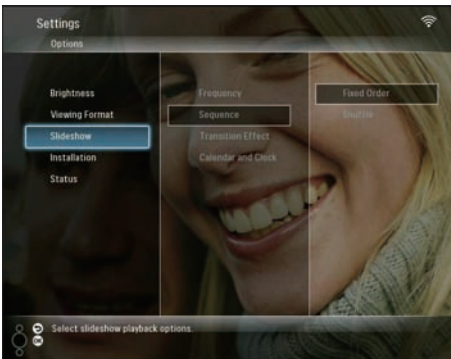 Settings
Options
Brightness
Viewing Format
Slideshow
Installation
Status
Frequency
Sequence
Transition Effect
Calendar and Clock
Fixed Order
Shuffle
OK
Select slideshow playback options.